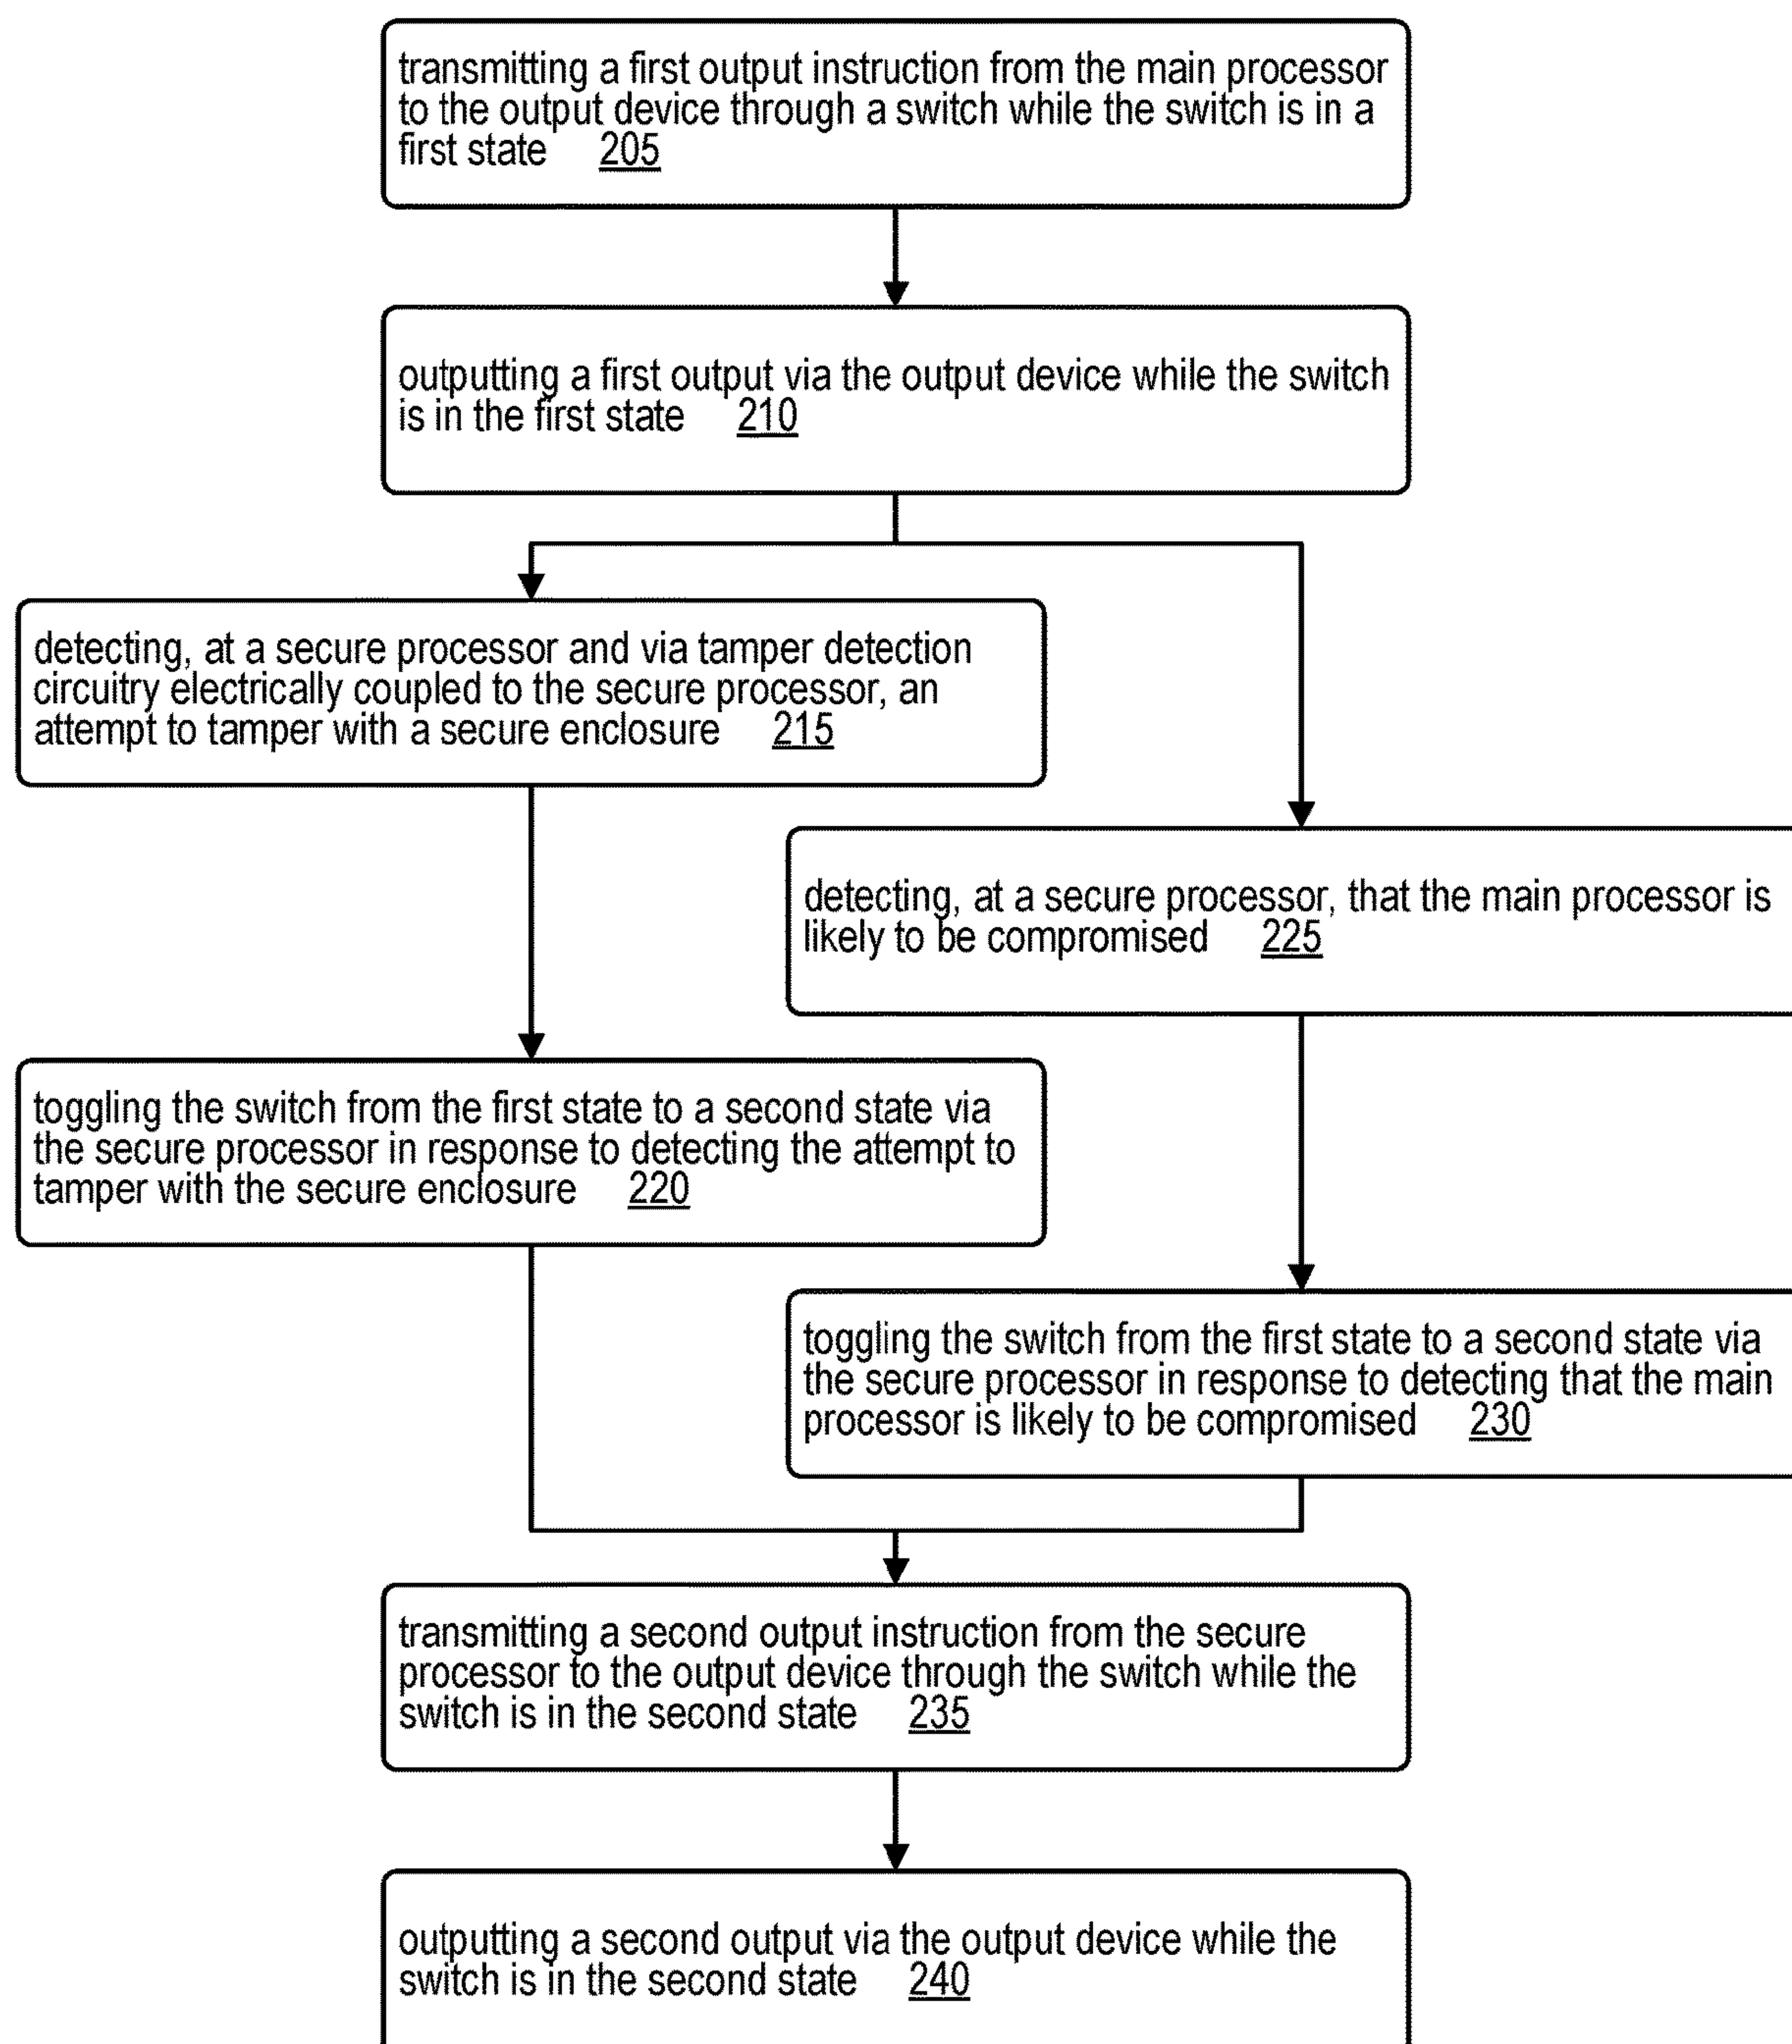 transmitting a first output instruction from the main processor
to the output device through a switch while the switch is in a
first state 205
outputting a first output via the output device while the switch
is in the first state 210
detecting, at a secure processor and via tamper detection
circuitry electrically coupled to the secure processor, an
attempt to tamper with a secure enclosure 215
detecting, at a secure processor, that the main processor is
likely to be compromised 225
toggling the switch from the first state to a second state via
the secure processor in response to detecting the attempt to
tamper with the secure enclosure 220
toggling the switch from the first state to a second state via
the secure processor in response to detecting that the main
processor is likely to be compromised 230
transmitting a second output instruction from the secure
processor to the output device through the switch while the
switch is in the second state 235
outputting a second output via the output device while the
switch is in the second state 240